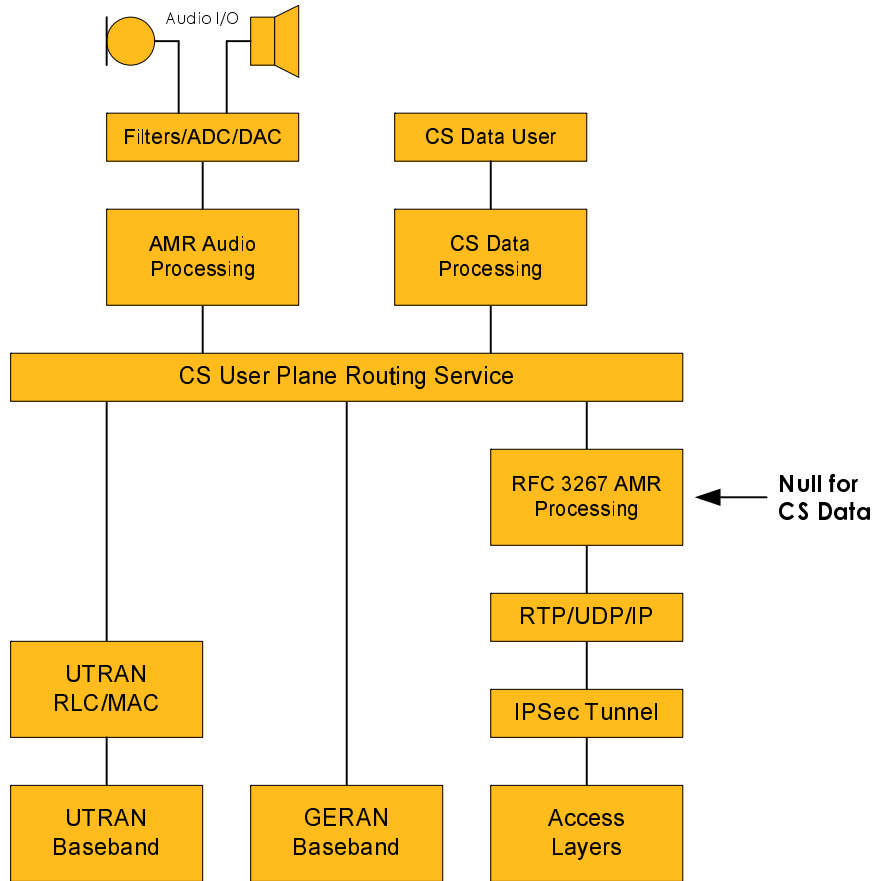 Audio I/O
Filters/ADC/DAC
CS Data User
AMR Audio
Processing
CS Data
Processing
CS User Plane Routing Service
RFC 3267 AMR
Processing
Null for
CS Data
RTP/UDP/IP
UTRAN
RLC/MAC
IPSec Tunnel
UTRAN
Baseband
GERAN
Baseband
Access
Layers